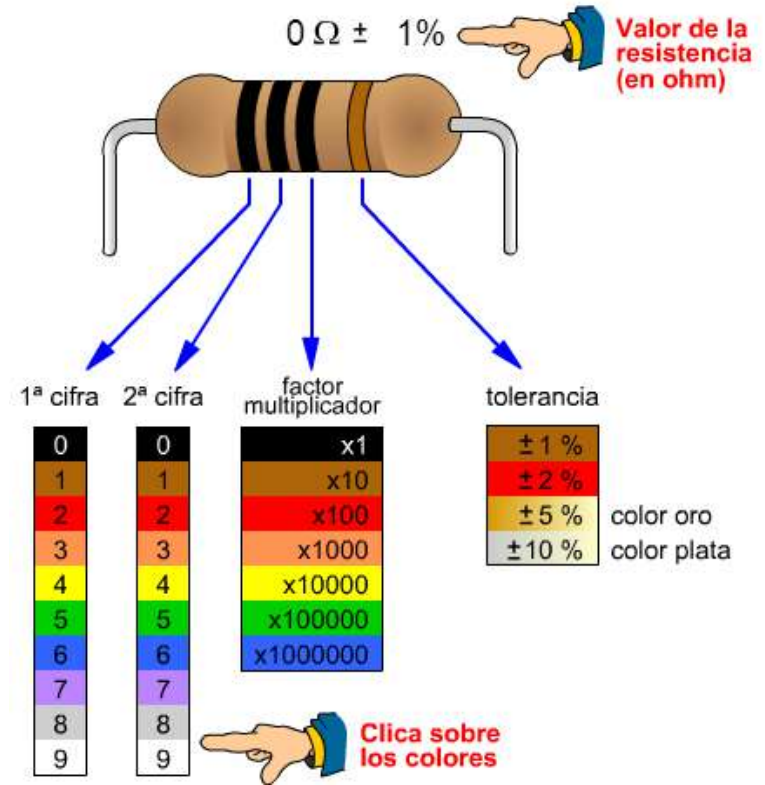 0 Ω ± 1%
Valor de la
resistencia
(en ohm)
1ª cifra
2ª cifra
factor
multiplicador
tolerancia
0 0 x1 ± 1 %
1 1 x10 ± 2 %
2 2 x100 ± 5 % color oro
3 3 x1000 ± 10 % color plata
4 4 x10000
5 5 x100000
6 6 x1000000
7 7
8 8
9 9
Clica sobre
los colores